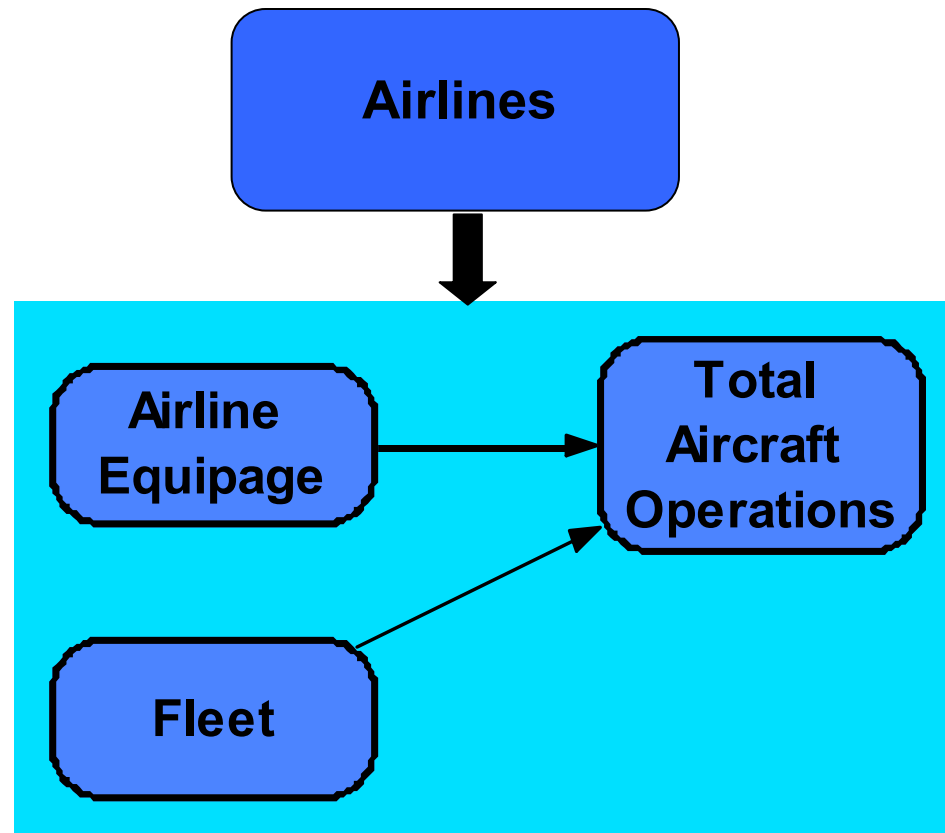 Airlines
Airline
Equipage
Total
Aircraft
Operations
Fleet